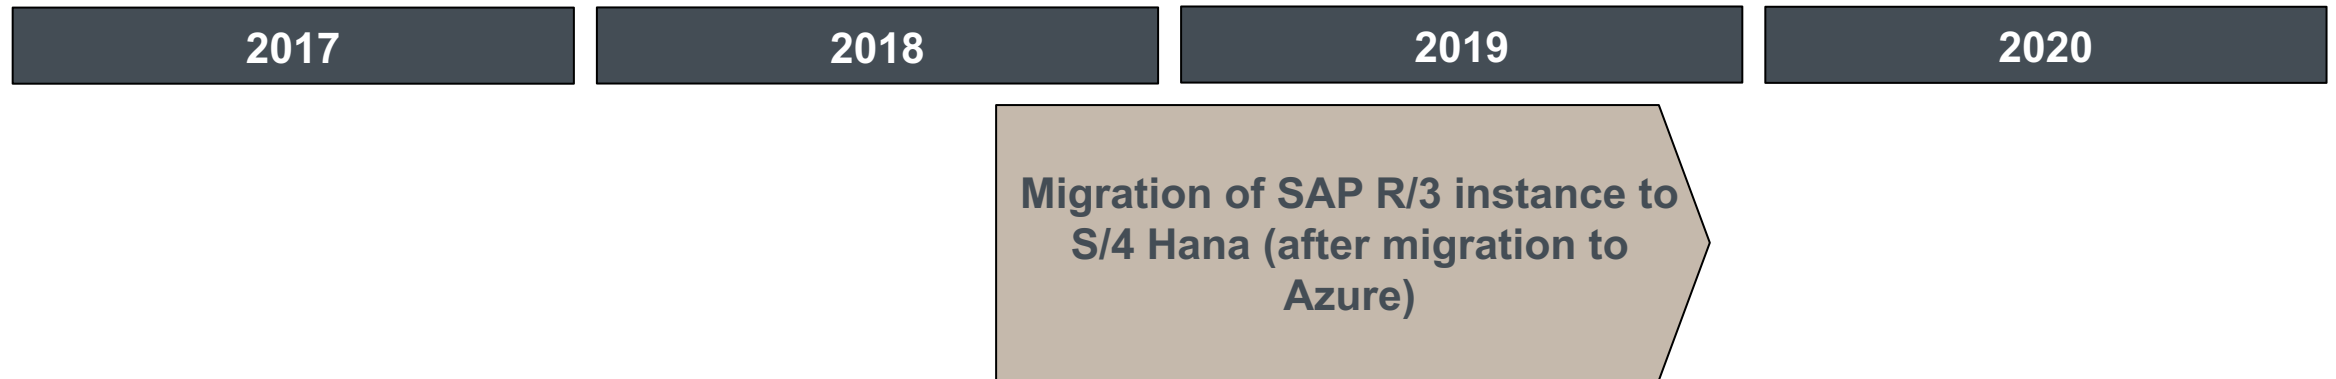 2017
2018
2019
2020
Migration of SAP R/3 instance to
S/4 Hana (after migration to
Azure)